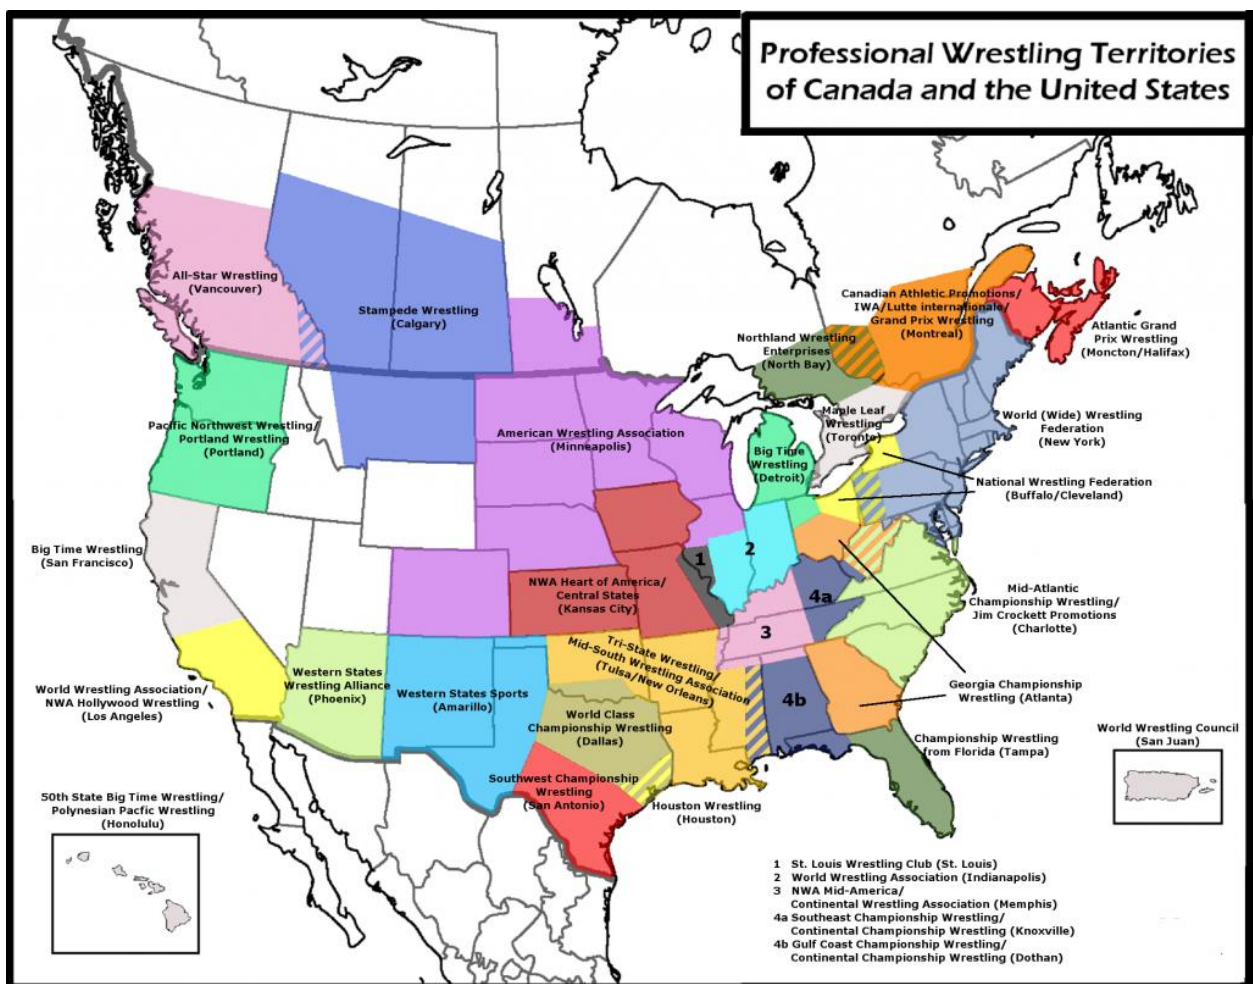 Professional Wrestling Territories
of Canada and the United States
All-Star Wrestling
(Vancouver)
Stampede Wrestling
(Calgary)
Canadian Athletic Promotions/
IWA/Lutte internationale/
Grand Prix Wrestling
(Montreal)
Northland Wrestling
Enterprises
(North Bay)
Atlantic Grand
Prix Wrestling
(Moncton/Halifax)
Pacific Northwest Wrestling/
Portland Wrestling
(Portland)
American Wrestling Association
(Minneapolis)
Maple Leaf
Wrestling
(Toronto)
World (Wide) Wrestling
Federation
(New York)
Big Time
Wrestling
(Detroit)
National Wrestling Federation
(Buffalo/Cleveland)
Big Time Wrestling
(San Francisco)
1
2
NWA Heart of America/
Central States
(Kansas City)
4a
3
Mid-Atlantic
Championship Wrestling/
Jim Crockett Promotions
(Charlotte)
World Wrestling Association/
NWA Hollywood Wrestling
(Los Angeles)
Western States
Wrestling Alliance
(Phoenix)
Western States Sports
(Amarillo)
Tri-State Wrestling/
Mid-South Wrestling Association
(Tulsa/New Orleans)
4b
Georgia Championship
Wrestling (Atlanta)
World Class
Championship Wrestling
(Dallas)
Championship Wrestling
from Florida (Tampa)
World Wrestling Council
(San Juan)
Southwest Championship
Wrestling
(San Antonio)
Houston Wrestling
(Houston)
50th State Big Time Wrestling/
Polynesian Pacfic Wrestling
(Honolulu)
1 St. Louis Wrestling Club (St. Louis)
2 World Wrestling Association (Indianapolis)
3 NWA Mid-America/
Continental Wrestling Association (Memphis)
4a Southeast Championship Wrestling/
Continental Championship Wrestling (Knoxville)
4b Gulf Coast Championship Wrestling/
Continental Championship Wrestling (Dothan)